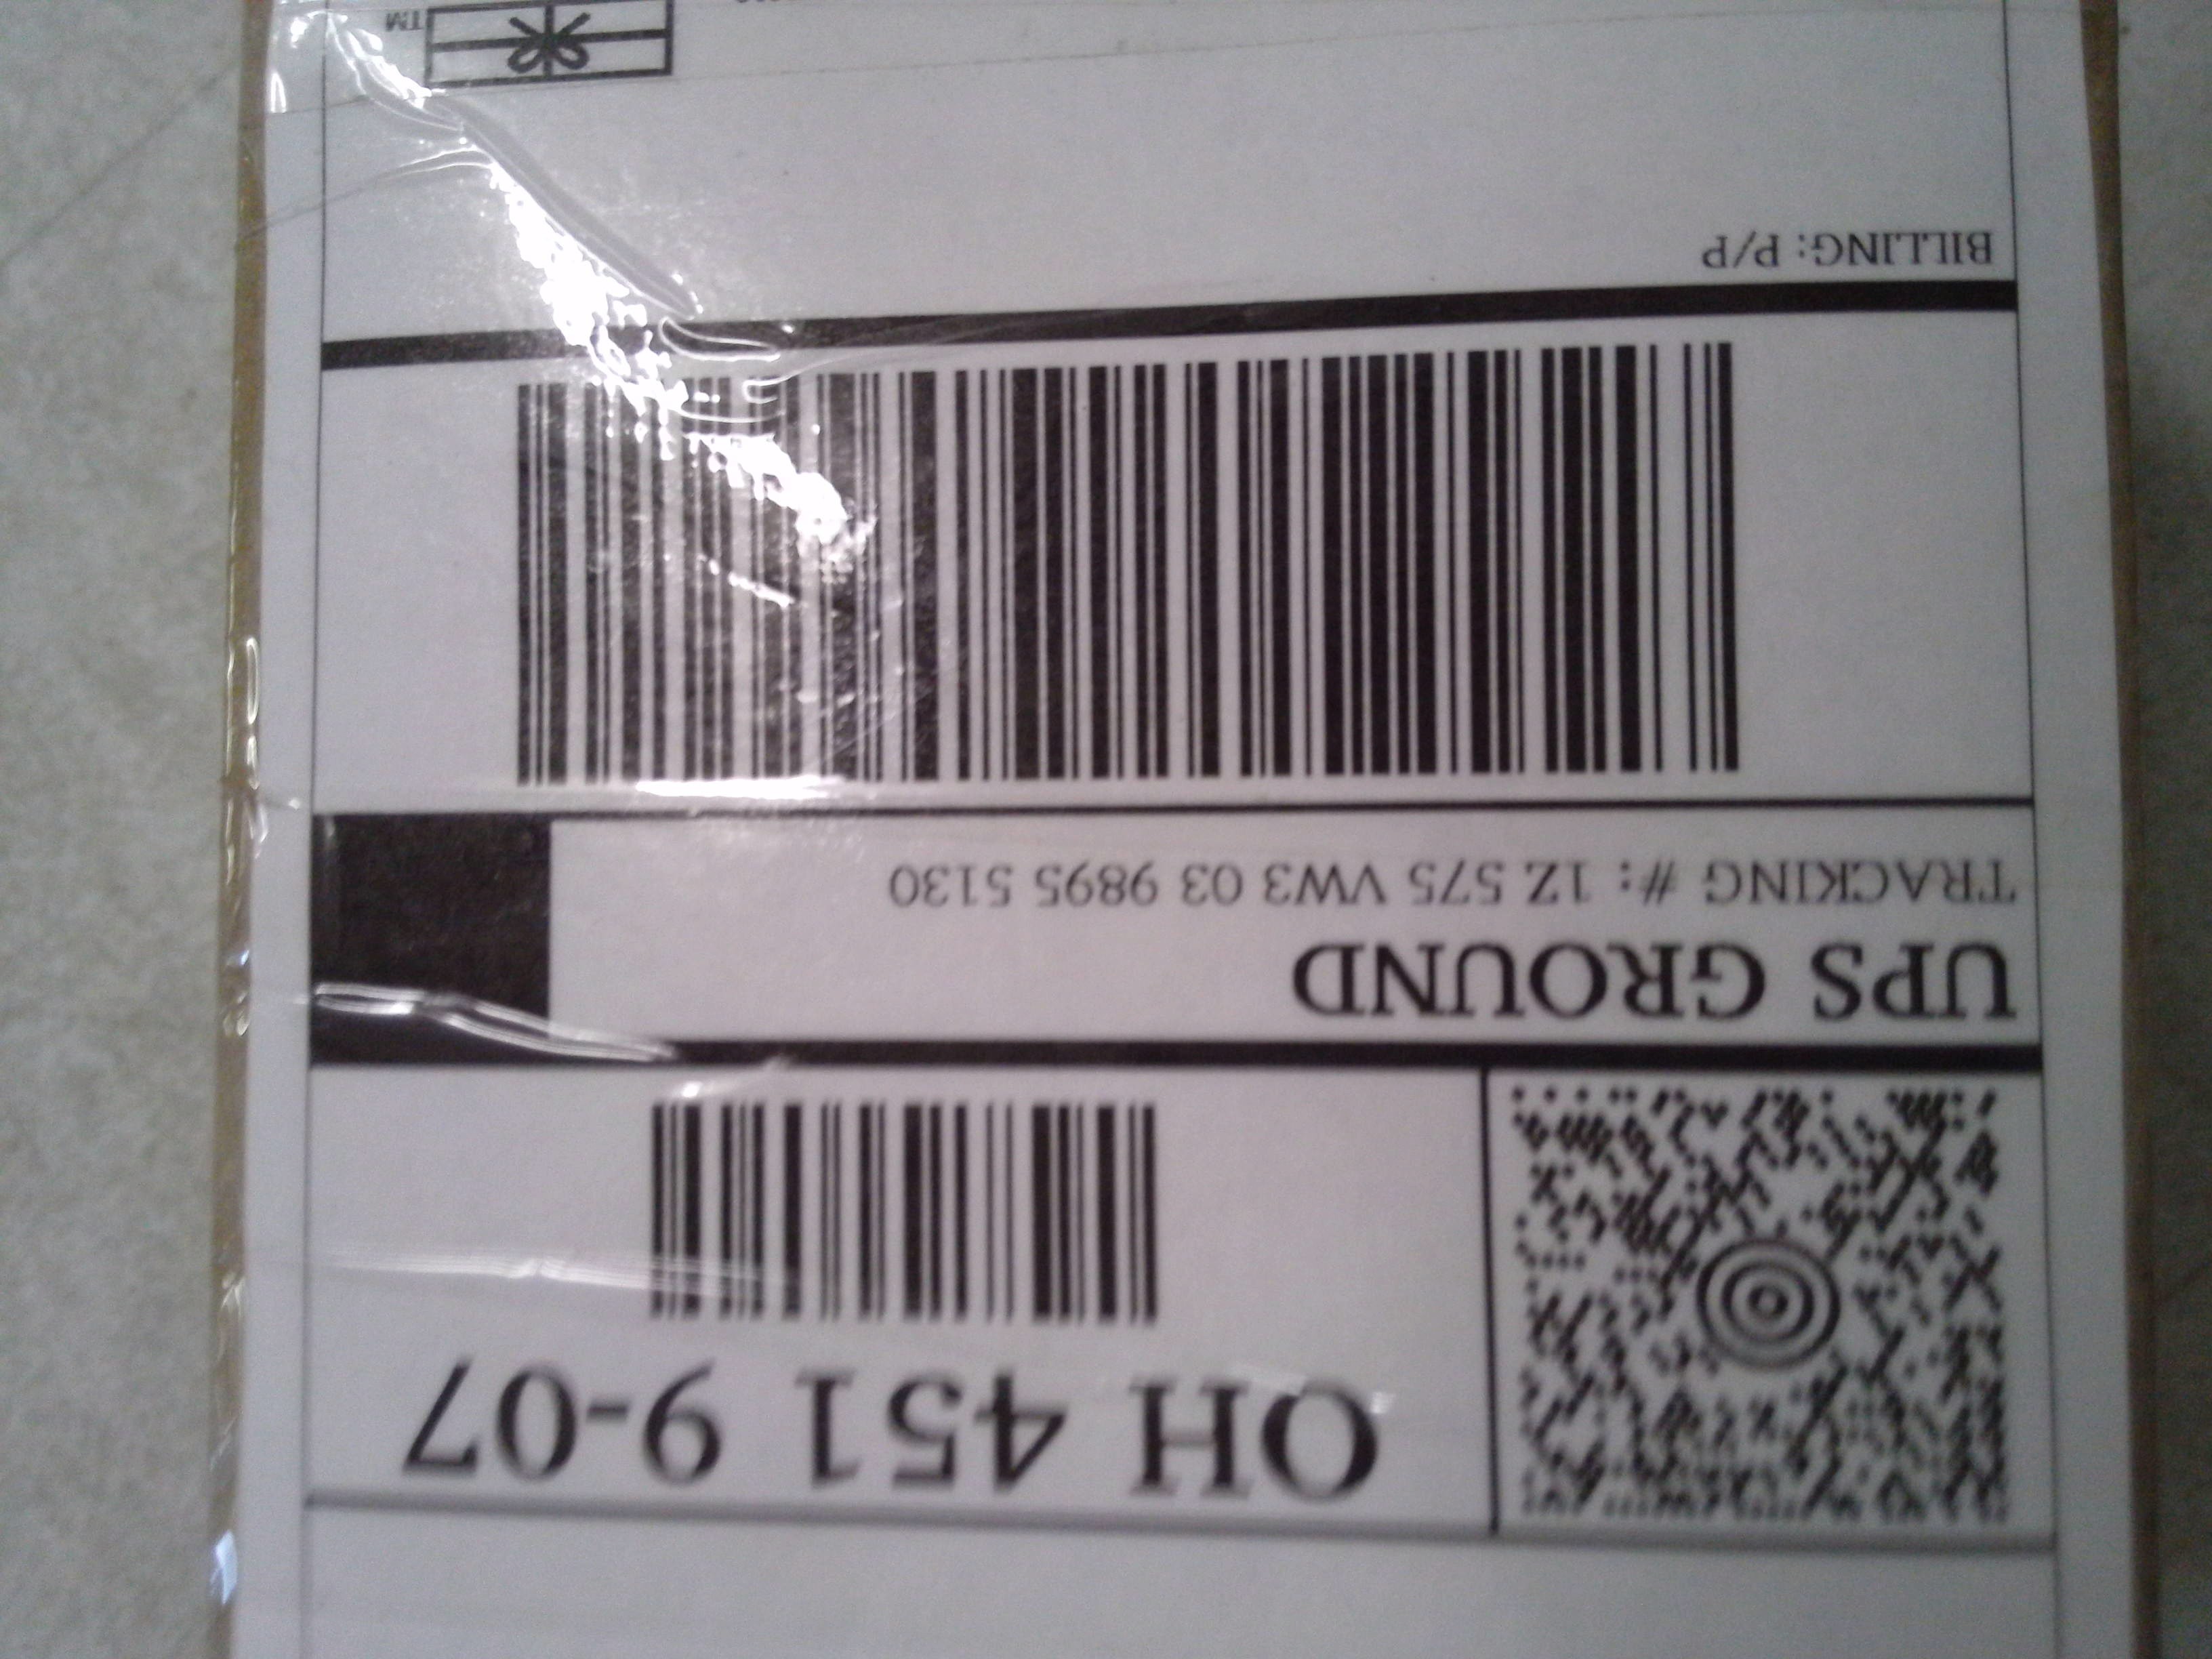 OH 451 9-07
UPS GROUND
TRACKING #: 1Z 575 VW3 03 9895 5130
BILLING: P/P
TM